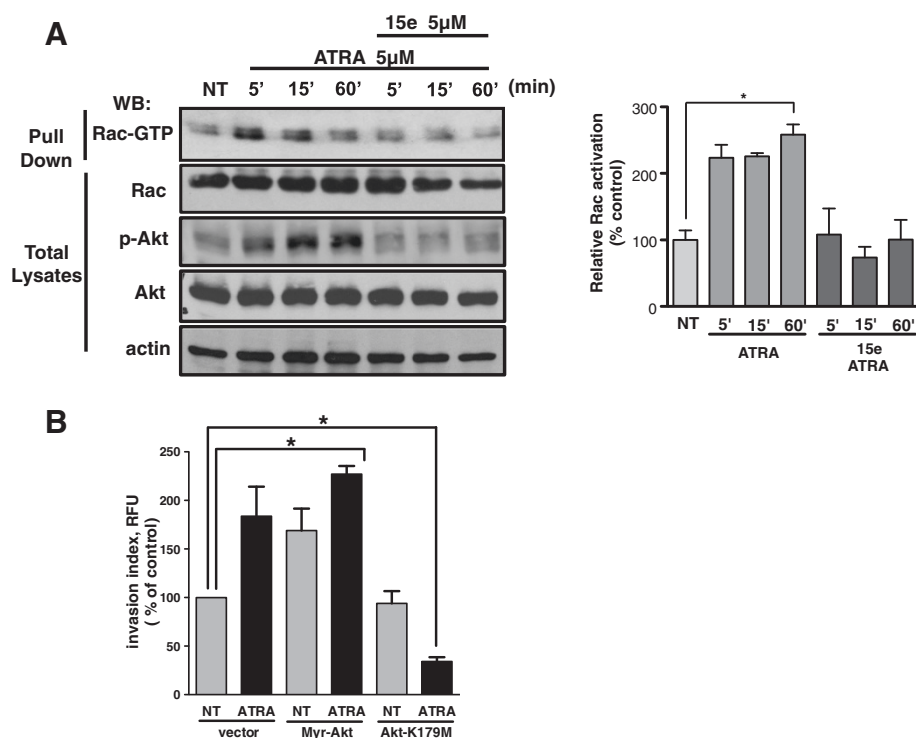 A
15e 5µM
ATRA 5µM
NT 5' 15' 60' 5' 15' 60' (min)
WB:
Pull Down
Rac-GTP
Total Lysates
Rac
p-Akt
Akt
actin
Relative Rac activation
(% control)
300
200
100
0
*
NT 5' 15' 60' 5' 15' 60'
ATRA 15e
ATRA
B
invasion index, RFU
( % of control)
250
200
150
100
50
0
*
*
NT ATRA NT ATRA NT ATRA
vector Myr-Akt Akt-K179M